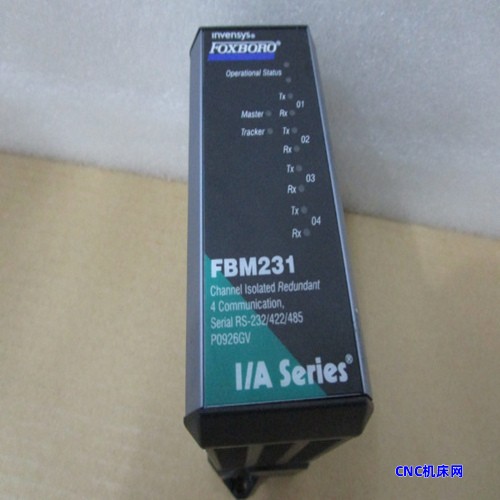 invensys
FOXBORO®
Operational Status
Tx
01
Master Rx
Tracker Tx
02
Rx
Tx
03
Rx
Tx
04
Rx
FBM231
Channel Isolated Redundant
4 Communication,
Serial RS-232/422/485
P0926GV
I/A Series®
CNC机床网